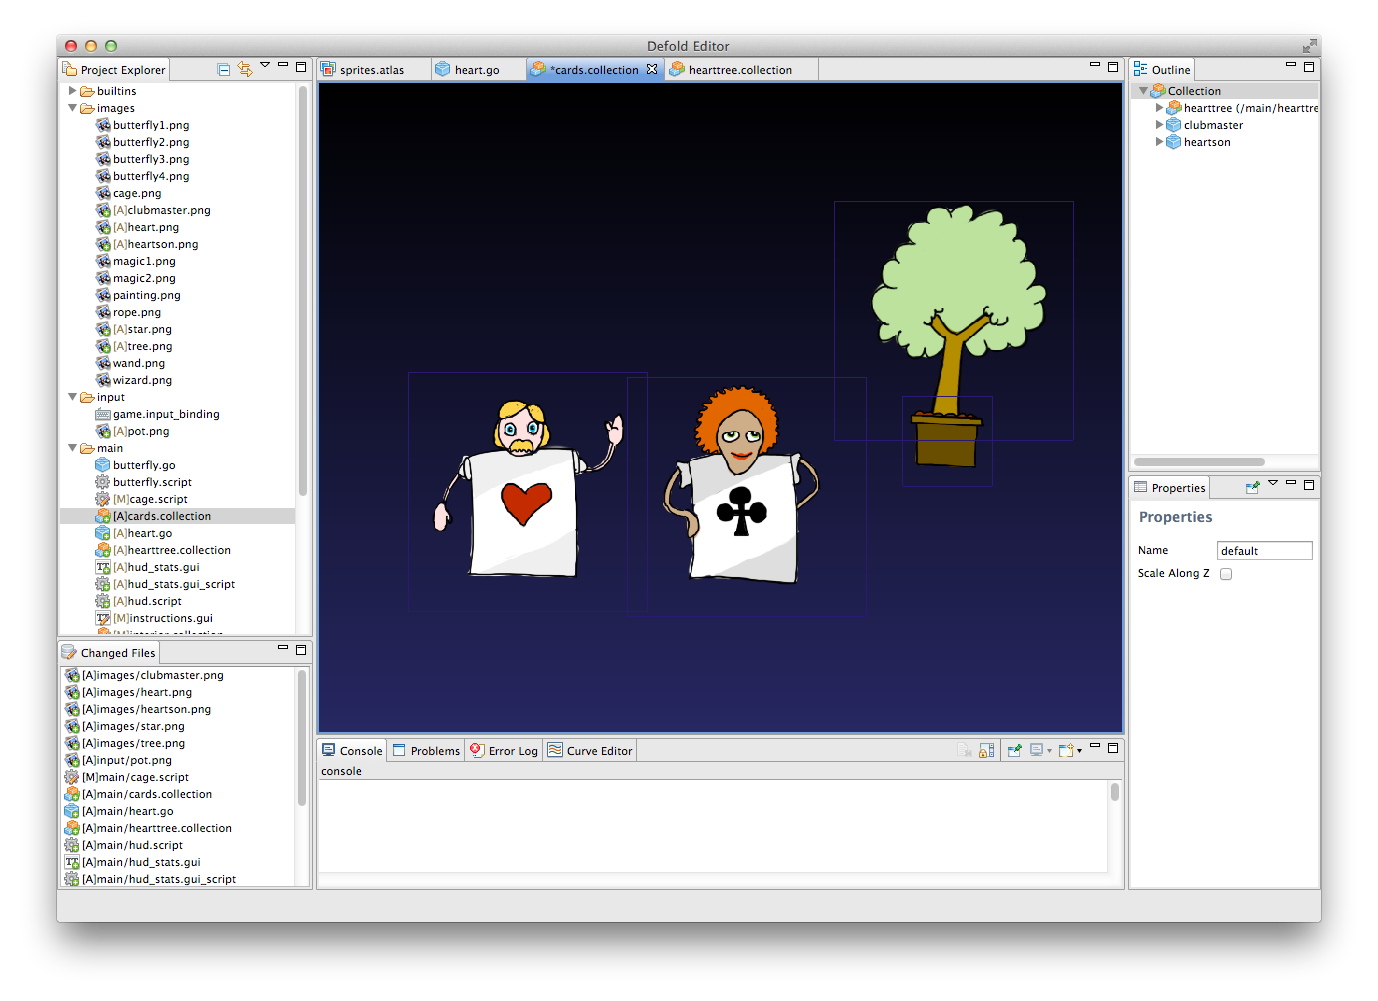 Defold Editor
Project Explorer
builtins
images
butterfly1.png
butterfly2.png
butterfly3.png
butterfly4.png
cage.png
[A]clubmaster.png
[A]heart.png
[A]heartson.png
magic1.png
magic2.png
painting.png
rope.png
[A]star.png
[A]tree.png
wand.png
wizard.png
input
game.input_binding
[A]pot.png
main
butterfly.go
butterfly.script
[M]cage.script
[A]cards.collection
[A]heart.go
[A]hearttree.collection
[A]hud_stats.gui
[A]hud_stats.gui_script
[A]hud.script
[M]instructions.gui
[M]interior.collection
Changed Files
[A]images/clubmaster.png
[A]images/heart.png
[A]images/heartson.png
[A]images/star.png
[A]images/tree.png
[A]input/pot.png
[M]main/cage.script
[A]main/cards.collection
[A]main/heart.go
[A]main/hearttree.collection
[A]main/hud.script
[A]main/hud_stats.gui
[A]main/hud_stats.gui_script
sprites.atlas heart.go *cards.collection hearttree.collection
Console Problems Error Log Curve Editor
console
Outline
Collection
hearttree (/main/hearttre
clubmaster
heartson
Properties
Properties
Name default
Scale Along Z